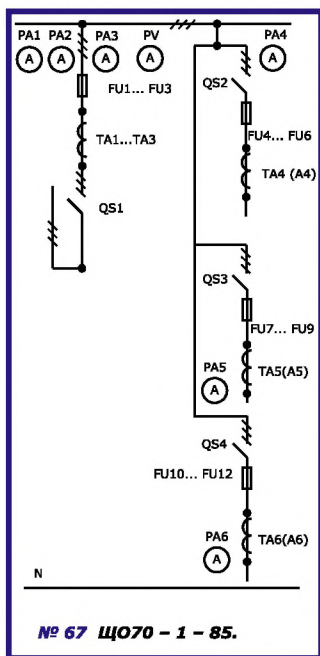 PA1 PA2 PA3 PV PA4
A A A A A
FU1... FU3
QS2
FU4... FU6
TA1...TA3
TA4 (A4)
QS1
QS3
FU7... FU9
PA5
TA5(A5)
A
QS4
FU10... FU12
PA6
TA6(A6)
A
N
№ 67 ЩО70 – 1 – 85.